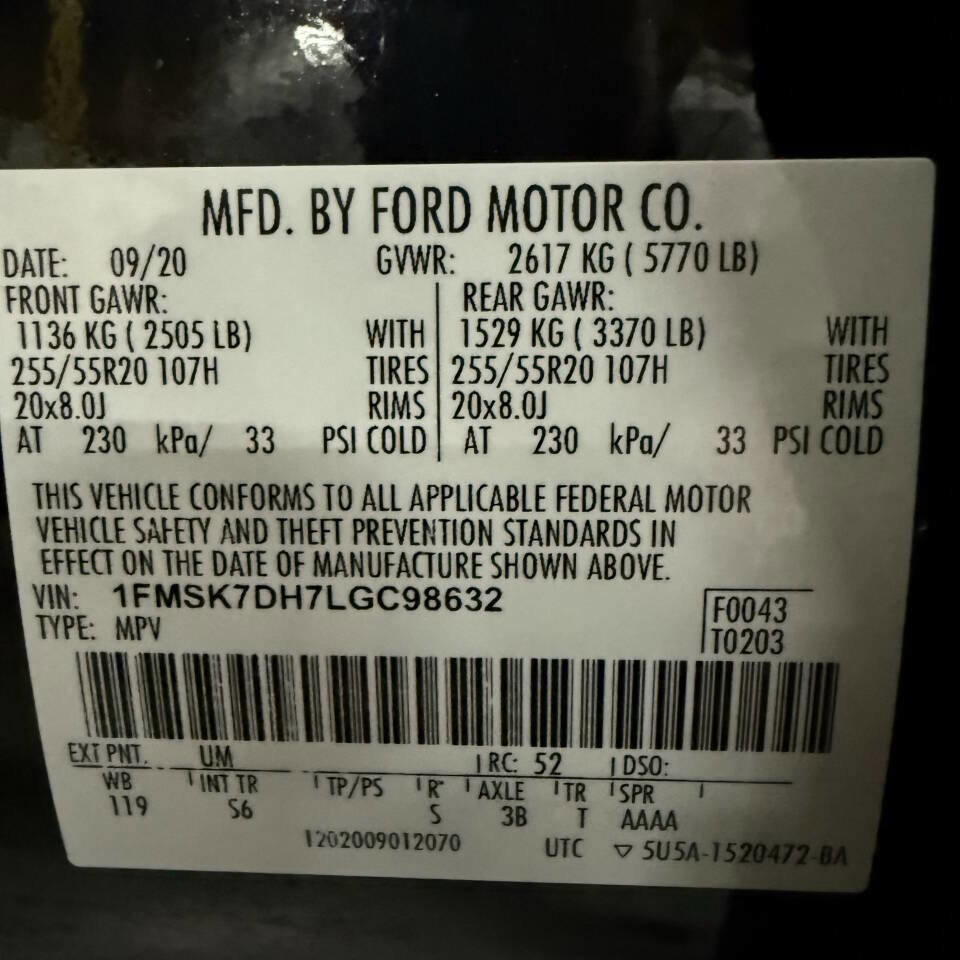 MFD. BY FORD MOTOR CO.
DATE: 09/20 GVWR: 2617 KG ( 5770 LB)
FRONT GAWR: REAR GAWR:
1136 KG ( 2505 LB) WITH 1529 KG ( 3370 LB) WITH
255/55R20 107H TIRES 255/55R20 107H TIRES
20x8.0J RIMS 20x8.0J RIMS
AT 230 kPa/ 33 PSI COLD AT 230 kPa/ 33 PSI COLD
THIS VEHICLE CONFORMS TO ALL APPLICABLE FEDERAL MOTOR
VEHICLE SAFETY AND THEFT PREVENTION STANDARDS IN
EFFECT ON THE DATE OF MANUFACTURE SHOWN ABOVE.
VIN: 1FMSK7DH7LGC98632 F0043
TYPE: MPV T0203
EXT PNT. UM RC: 52 DSO:
WB INT TR TP/PS R AXLE TR SPR
119 S6 S 3B T AAAA
1202009012070 UTC ▽ 5U5A-1520472-BA